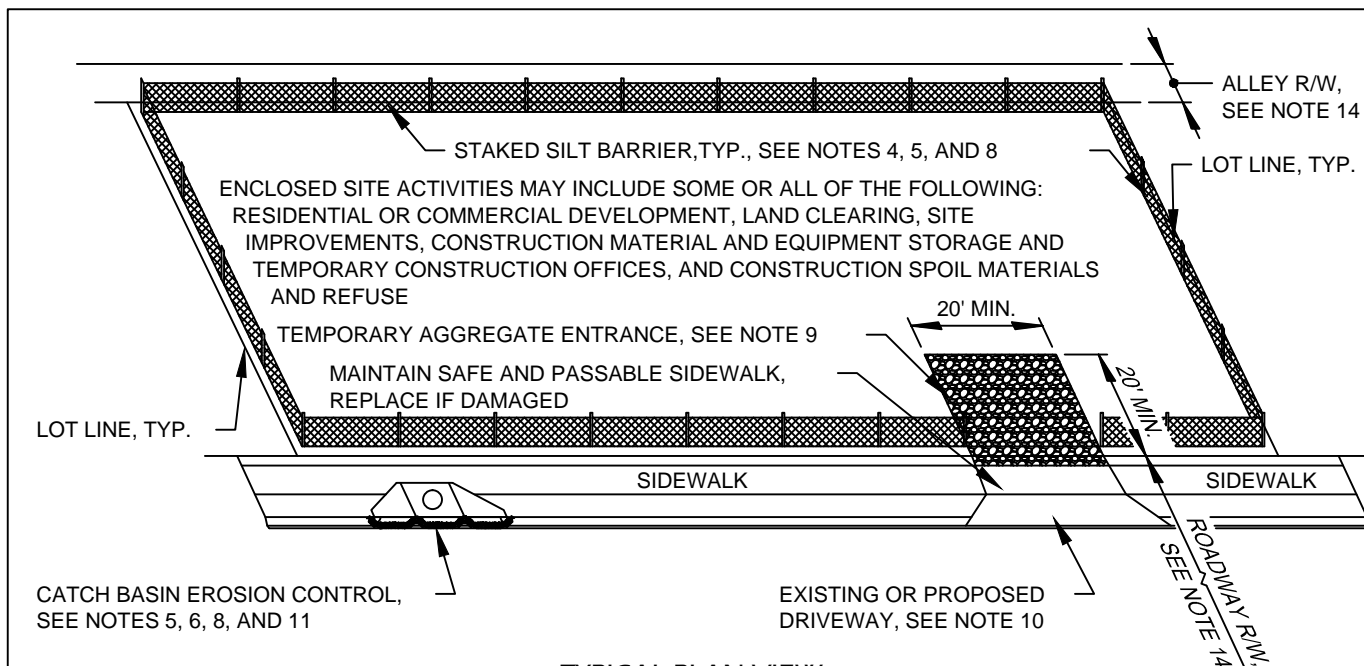 ALLEY R/W,
SEE NOTE 14
STAKED SILT BARRIER,TYP., SEE NOTES 4, 5, AND 8
LOT LINE, TYP.
ENCLOSED SITE ACTIVITIES MAY INCLUDE SOME OR ALL OF THE FOLLOWING:
RESIDENTIAL OR COMMERCIAL DEVELOPMENT, LAND CLEARING, SITE
IMPROVEMENTS, CONSTRUCTION MATERIAL AND EQUIPMENT STORAGE AND
TEMPORARY CONSTRUCTION OFFICES, AND CONSTRUCTION SPOIL MATERIALS
AND REFUSE
20' MIN.
TEMPORARY AGGREGATE ENTRANCE, SEE NOTE 9
MAINTAIN SAFE AND PASSABLE SIDEWALK,
REPLACE IF DAMAGED
20' MIN.
LOT LINE, TYP.
SIDEWALK
SIDEWALK
ROADWAY R/W,
SEE NOTE 14
CATCH BASIN EROSION CONTROL,
SEE NOTES 5, 6, 8, AND 11
EXISTING OR PROPOSED
DRIVEWAY, SEE NOTE 10
TYPICAL PLAN VIEW